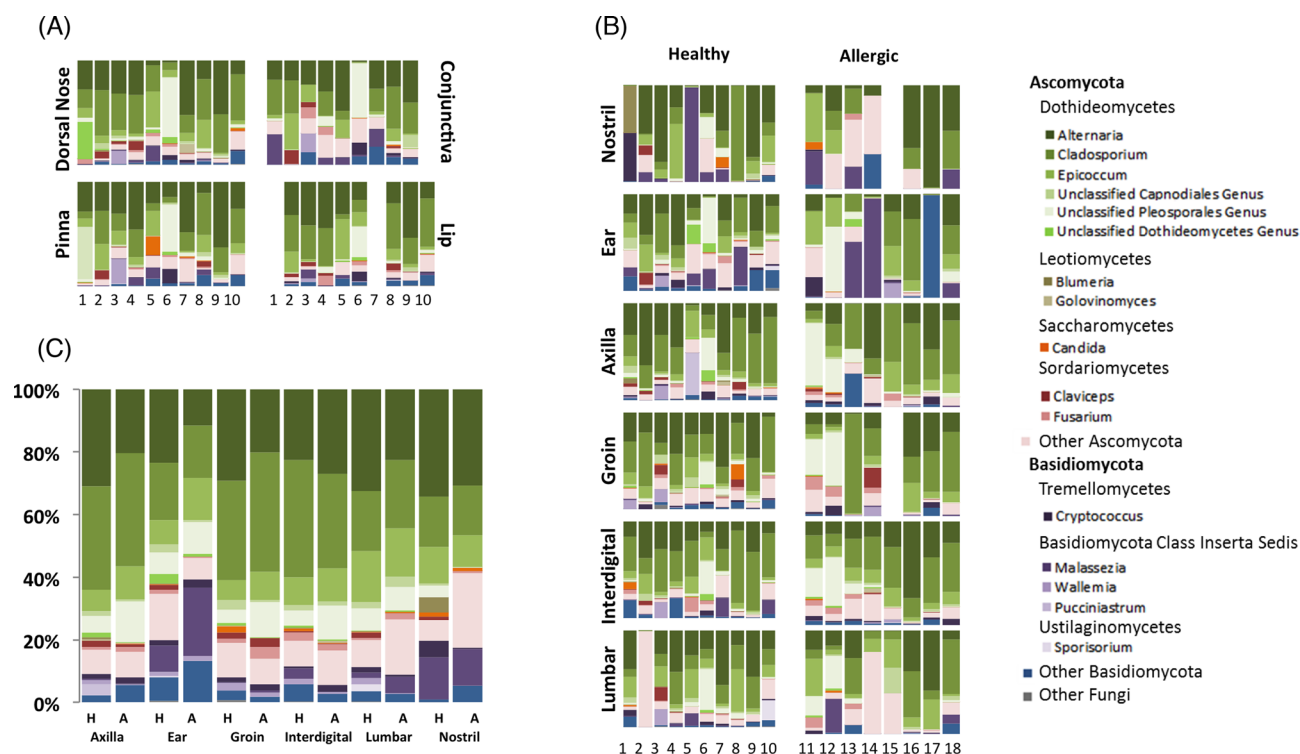 (A)
Dorsal Nose
Conjunctiva
Pinna
Lip
1 2 3 4 5 6 7 8 9 10
1 2 3 4 5 6 7 8 9 10
(B)
Healthy
Allergic
Nostril
Ear
Axilla
Groin
Interdigital
Lumbar
1 2 3 4 5 6 7 8 9 10
11 12 13 14 15 16 17 18
(C)
100%
80%
60%
40%
20%
0%
H A H A H A H A H A H A
Axilla Ear Groin Interdigital Lumbar Nostril
Ascomycota
Dothideomycetes
Alternaria
Cladosporium
Epicoccum
Unclassified Capnodiales Genus
Unclassified Pleosporales Genus
Unclassified Dothideomycetes Genus
Leotiomycetes
Blumeria
Golovinomyces
Saccharomycetes
Candida
Sordariomycetes
Claviceps
Fusarium
Other Ascomycota
Basidiomycota
Tremellomycetes
Cryptococcus
Basidiomycota Class Inserta Sedis
Malassezia
Wallemia
Pucciniastrum
Ustilaginomycetes
Sporisorium
Other Basidiomycota
Other Fungi